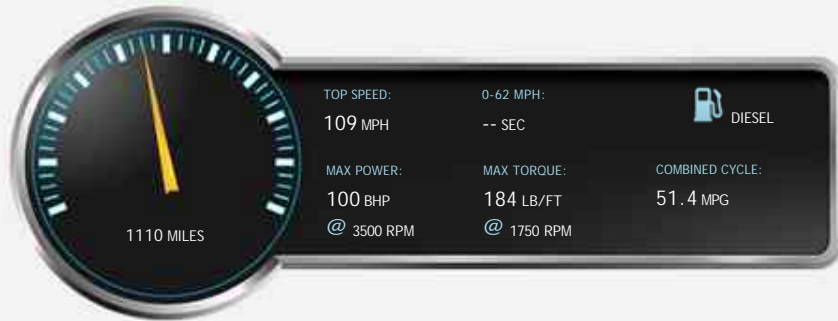 TOP SPEED:
109 MPH
0-62 MPH:
-- SEC
DIESEL
MAX POWER:
100 BHP
@ 3500 RPM
MAX TORQUE:
184 LB/FT
@ 1750 RPM
COMBINED CYCLE:
51.4 MPG
1110 MILES